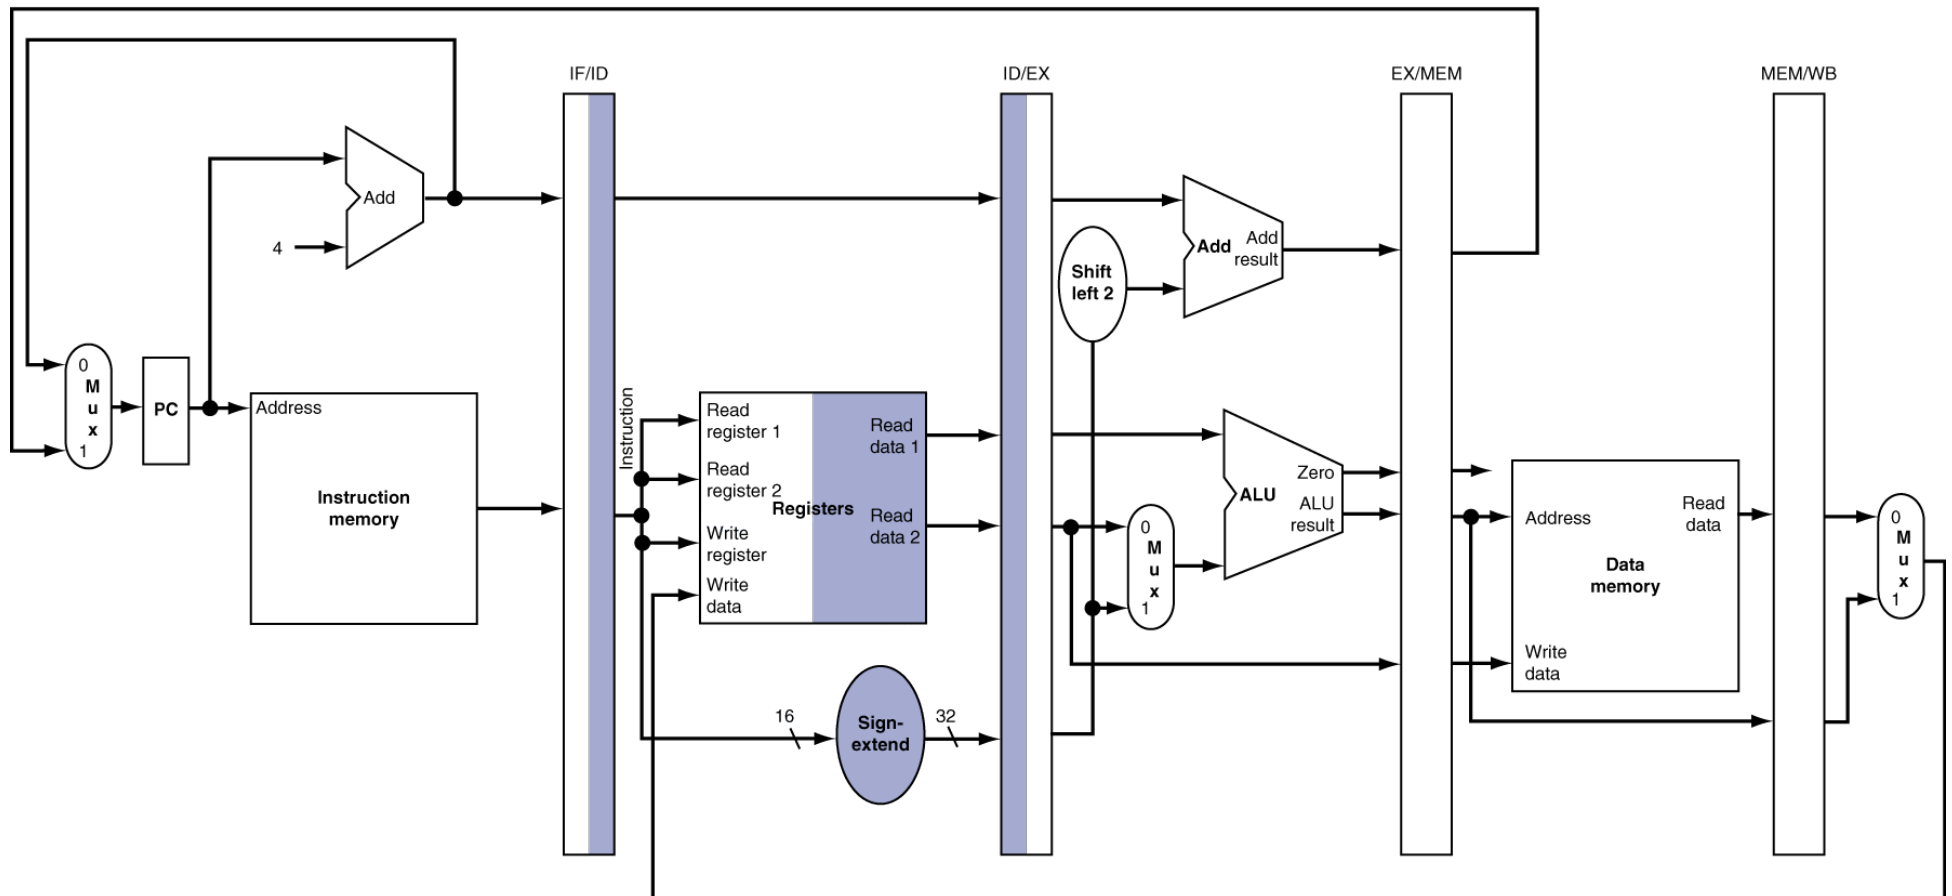 IF/ID
ID/EX
EX/MEM
MEM/WB
Add
4
Add
Add
result
Shift
left 2
0
M
u
x
1
PC
Address
Instruction
memory
Instruction
Read
register 1
Read
register 2
Write
register
Write
data
Registers
Read
data 1
Read
data 2
16
Sign-
extend
32
0
M
u
x
1
Zero
ALU
ALU
result
Address
Read
data
Data
memory
Write
data
0
M
u
x
1